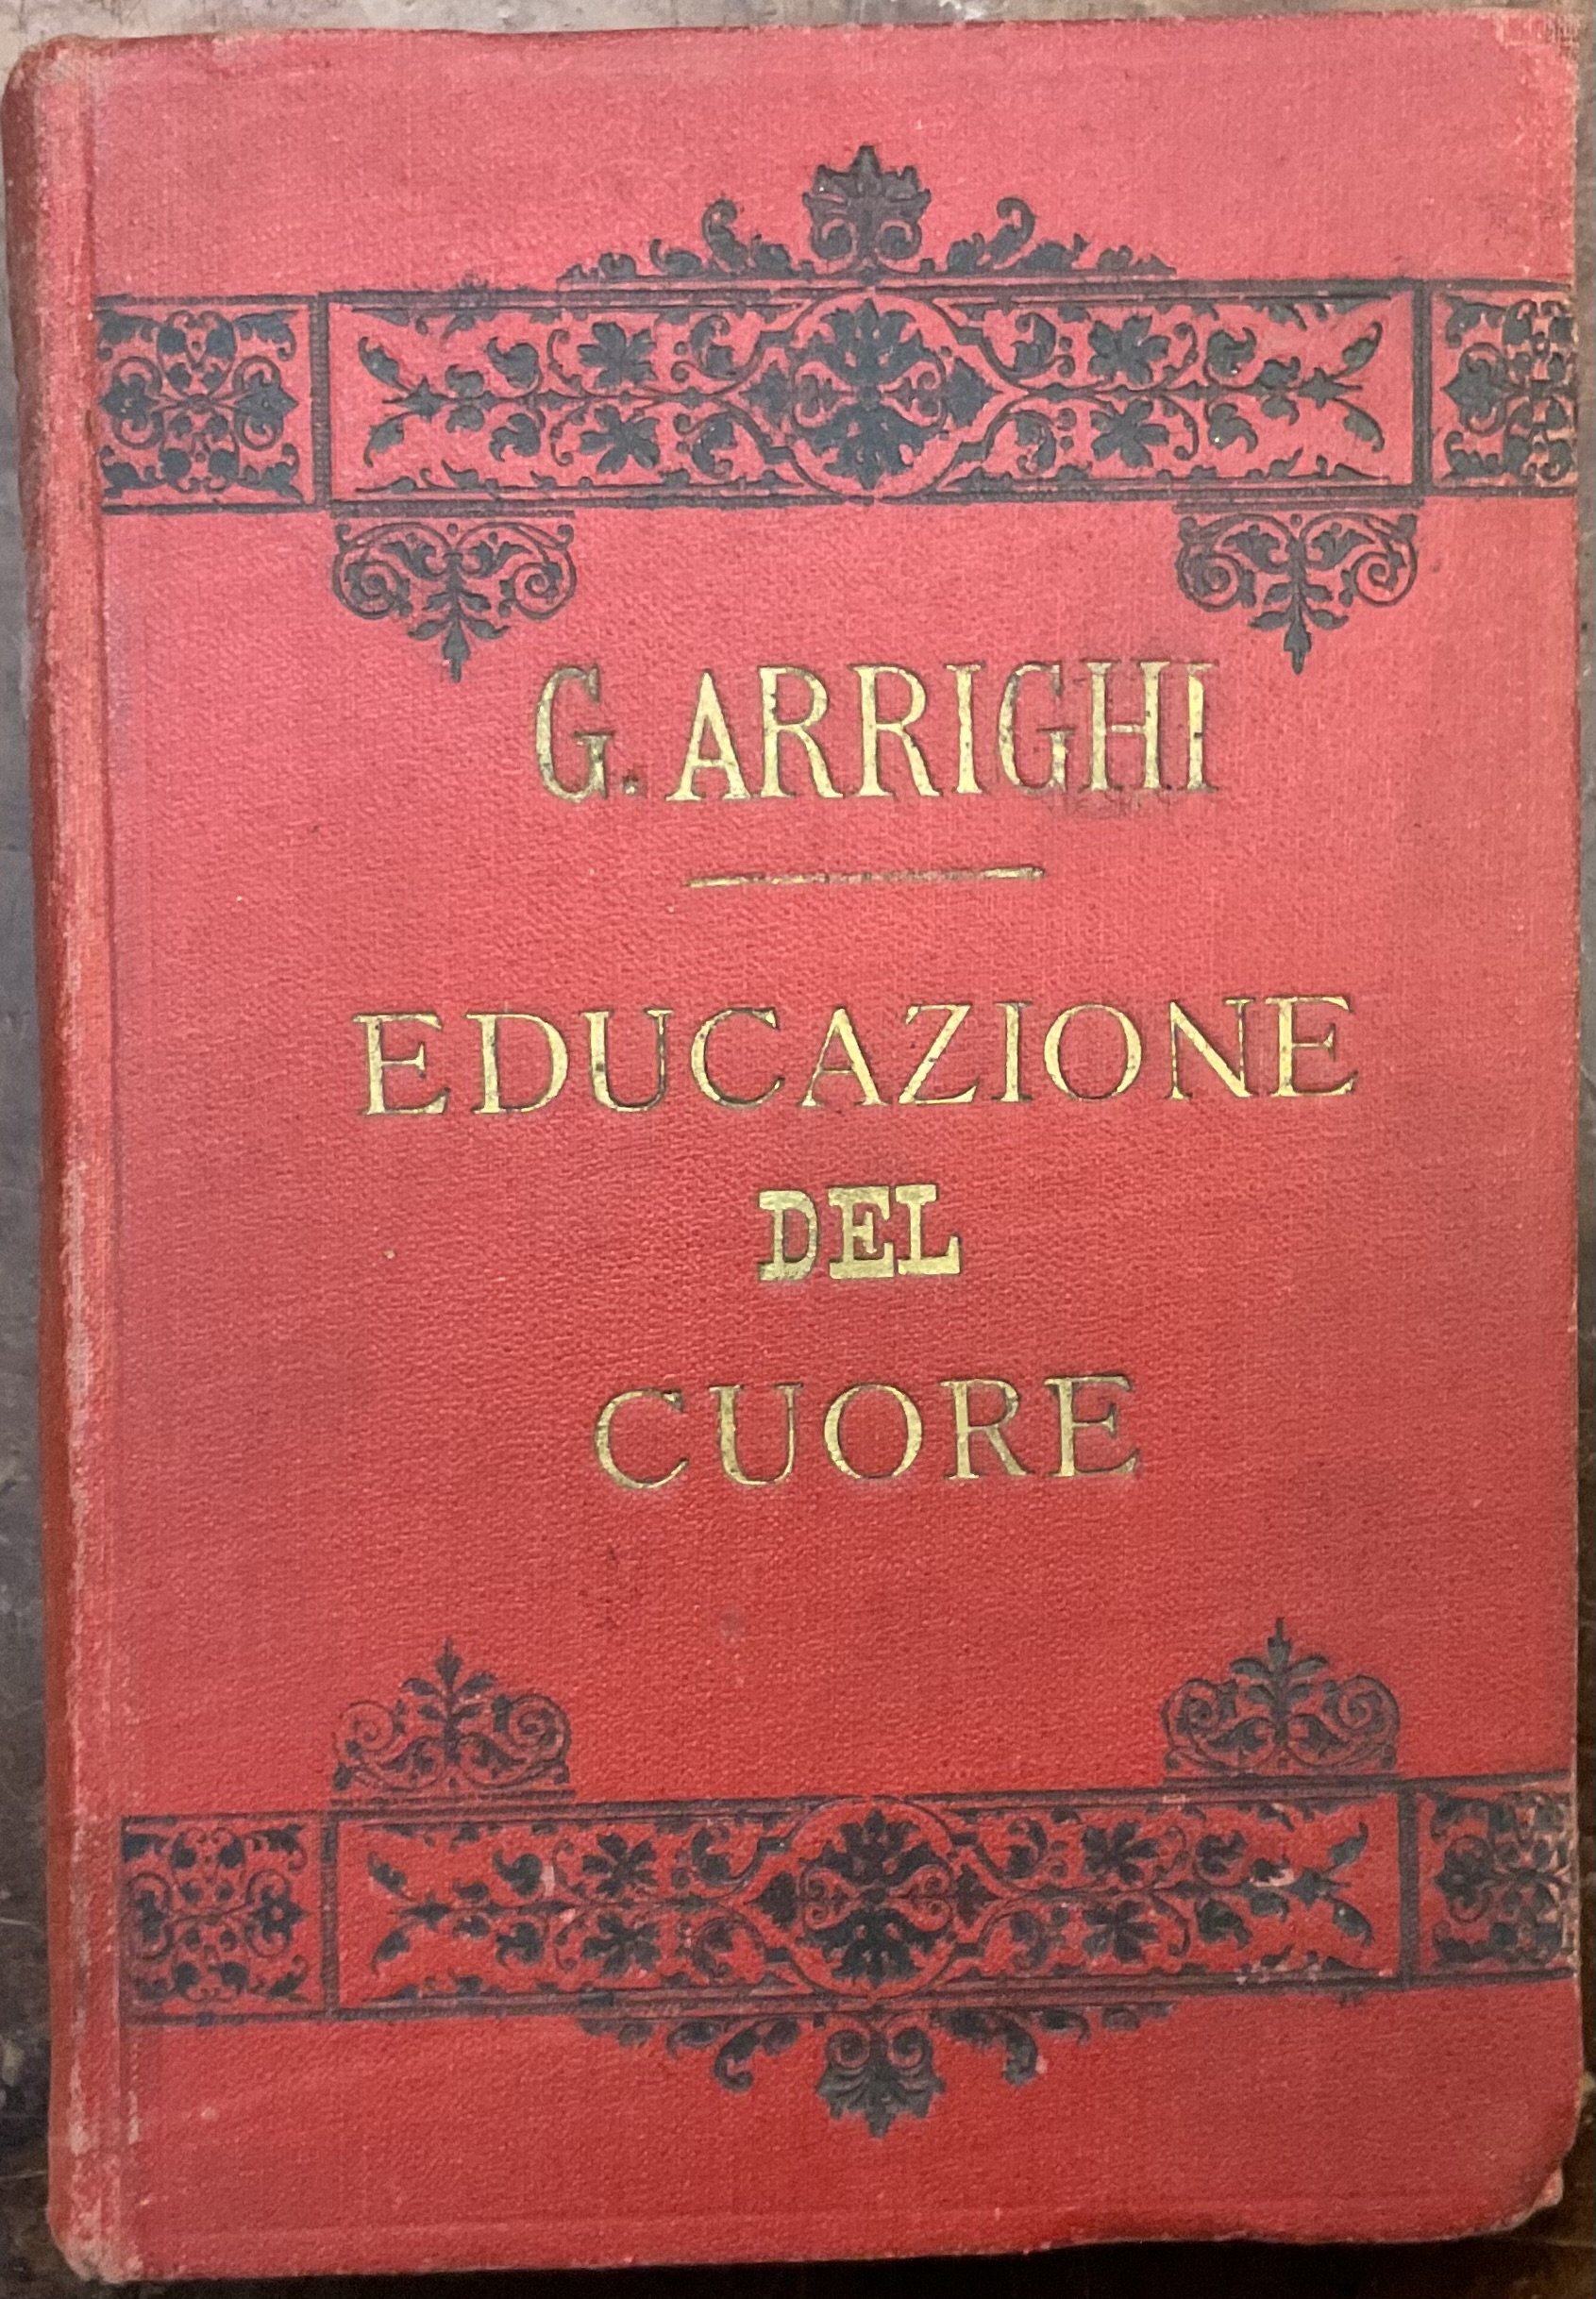 G. ARRIGHI
EDUCAZIONE
DEL
CUORE